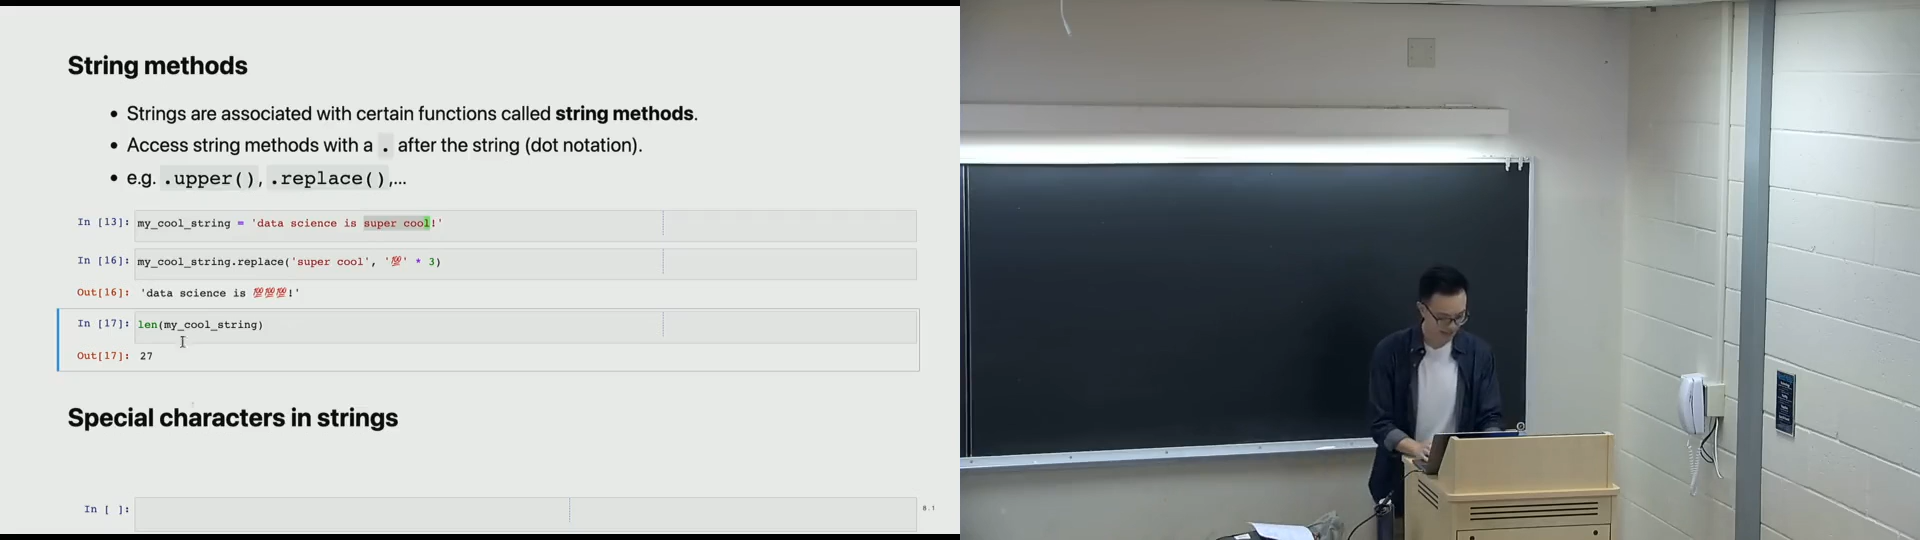 String methods
• Strings are associated with certain functions called string methods.
• Access string methods with a . after the string (dot notation).
• e.g. .upper(), .replace(),...
In [13]: my_cool_string = 'data science is super cool!'
In [16]: my_cool_string.replace('super cool', '💯' * 3)
Out[16]: 'data science is 💯💯💯!'
In [17]: len(my_cool_string)
Out[17]: 27
Special characters in strings
In [ ]:
8.1